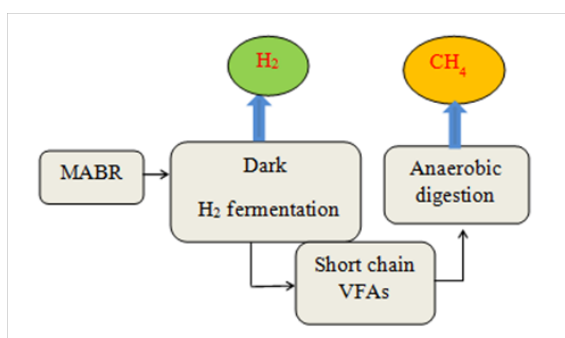 H₂
CH₄
MABR
Dark
H₂ fermentation
Anaerobic
digestion
Short chain
VFAs